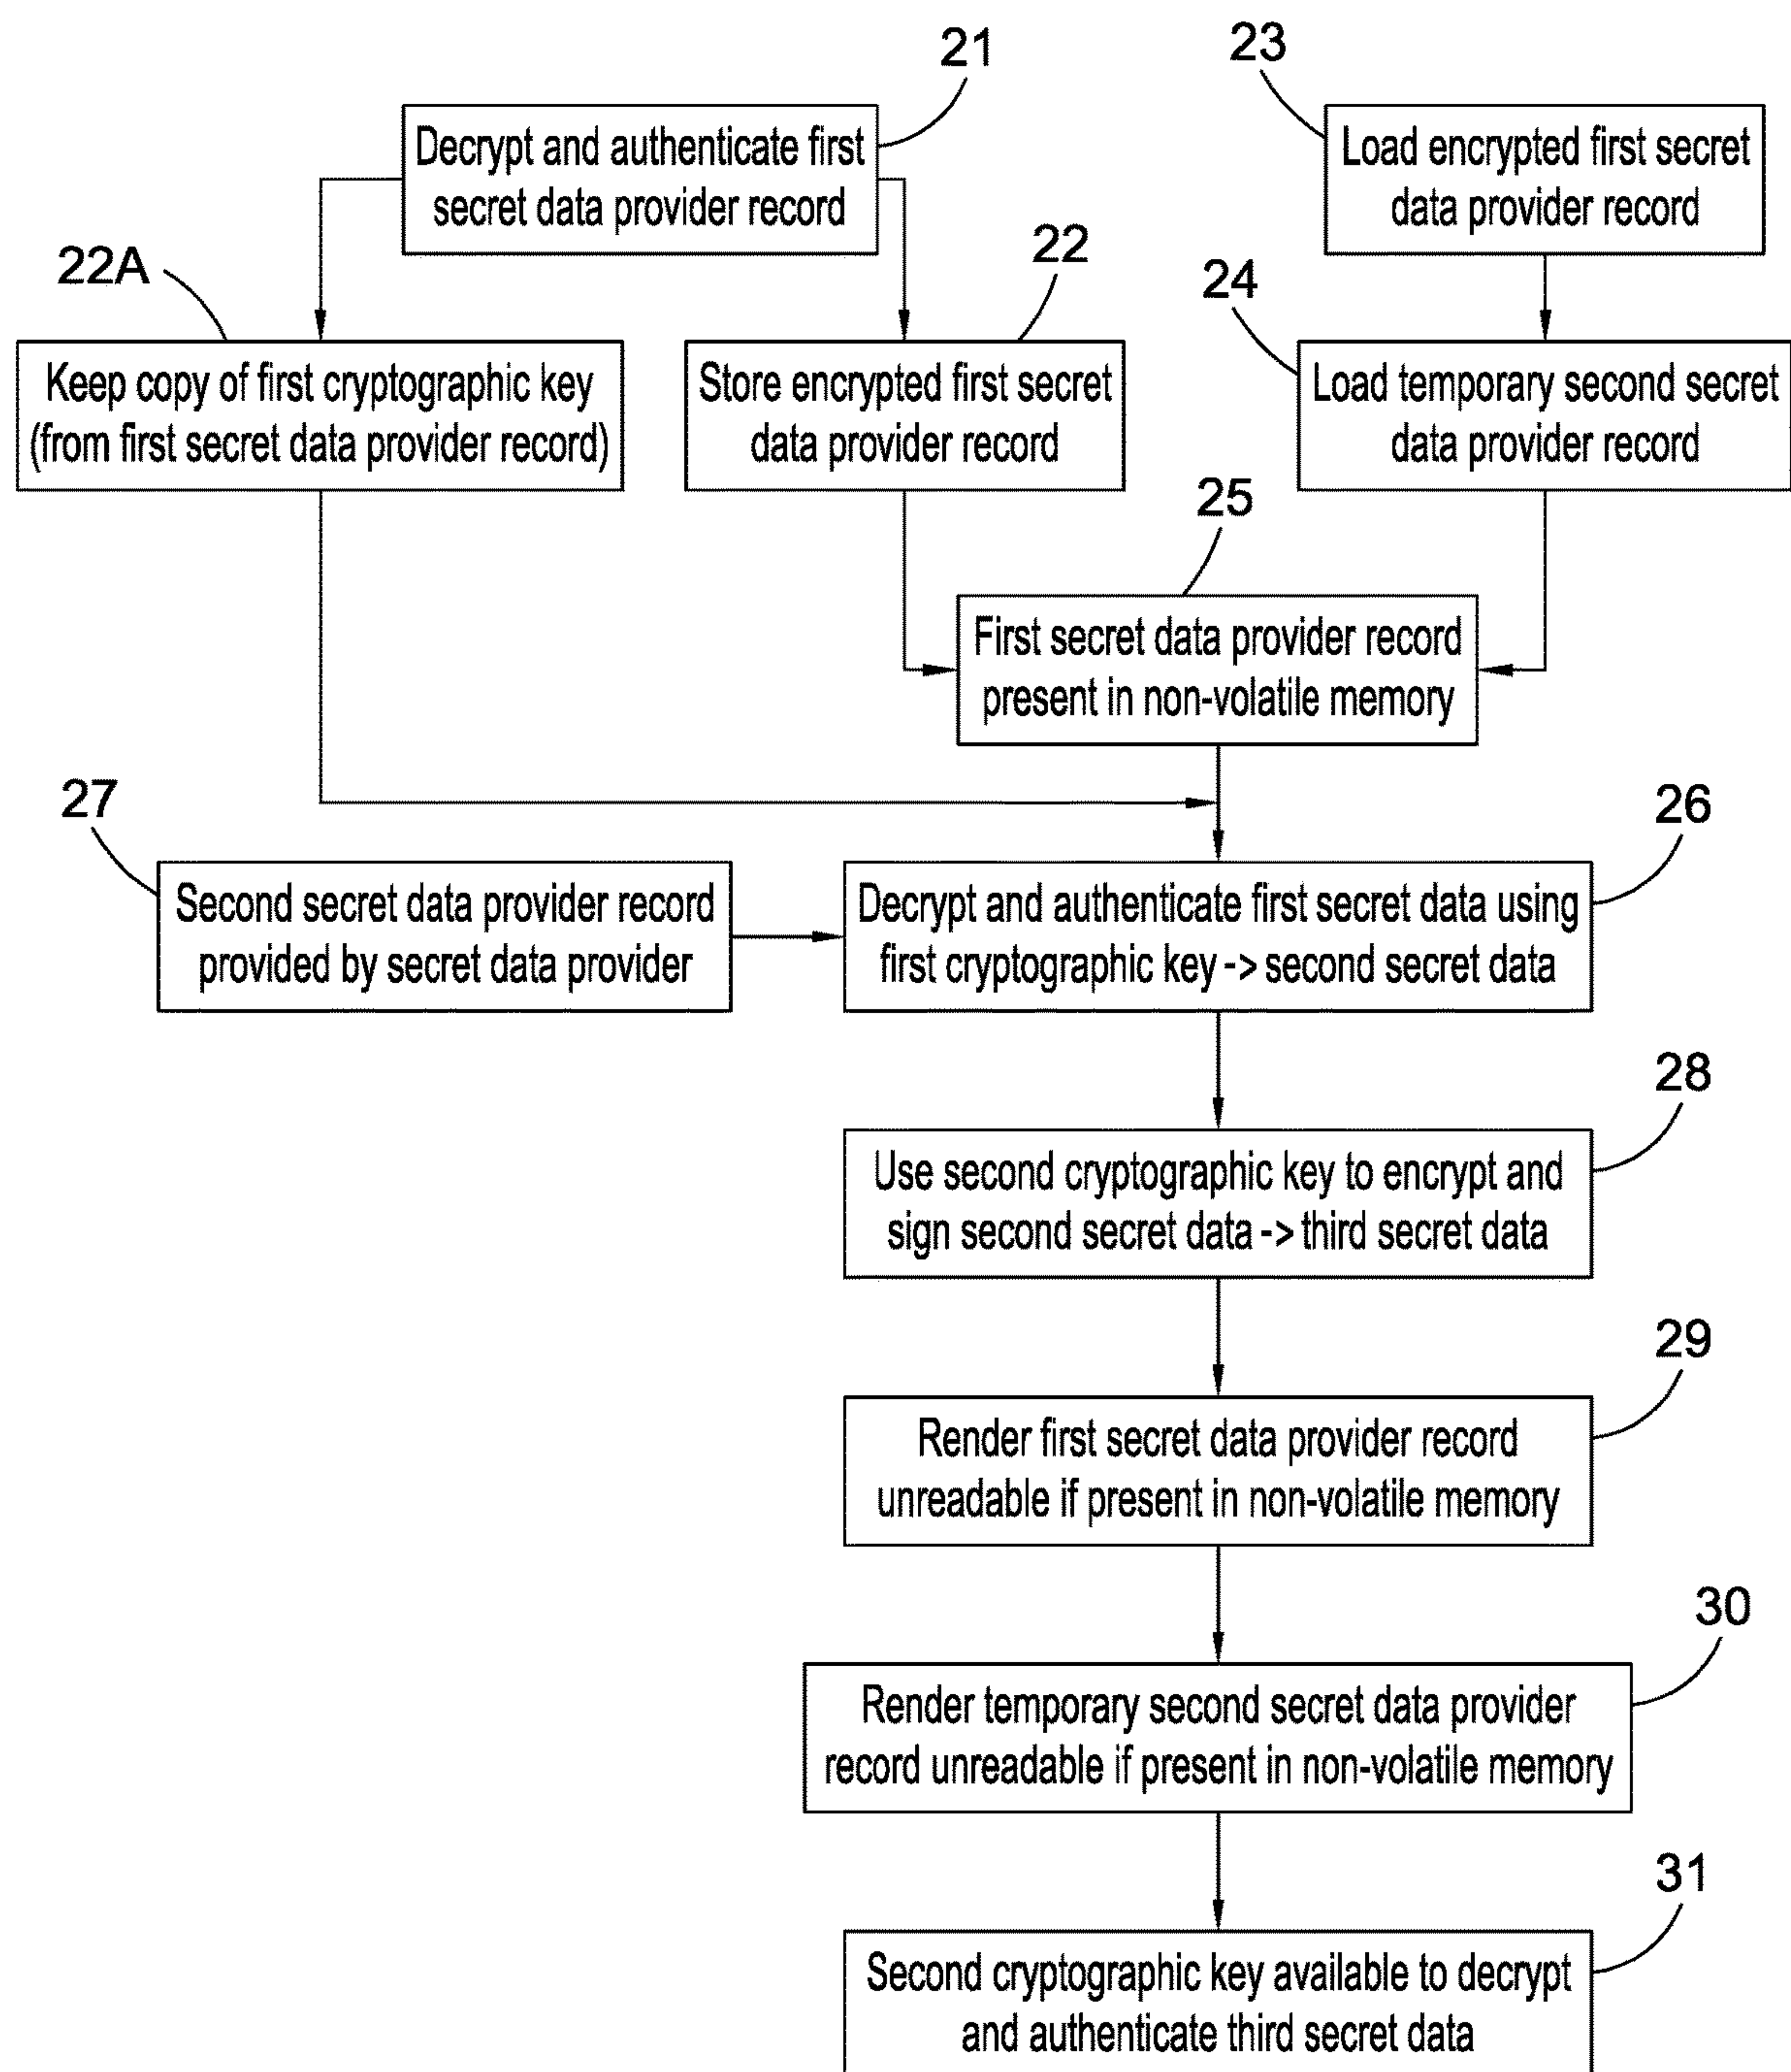 21
23
Decrypt and authenticate first
secret data provider record
Load encrypted first secret
data provider record
22A
22
24
Keep copy of first cryptographic key
(from first secret data provider record)
Store encrypted first secret
data provider record
Load temporary second secret
data provider record
25
First secret data provider record
present in non-volatile memory
27
26
Second secret data provider record
provided by secret data provider
Decrypt and authenticate first secret data using
first cryptographic key -> second secret data
28
Use second cryptographic key to encrypt and
sign second secret data -> third secret data
29
Render first secret data provider record
unreadable if present in non-volatile memory
30
Render temporary second secret data provider
record unreadable if present in non-volatile memory
31
Second cryptographic key available to decrypt
and authenticate third secret data